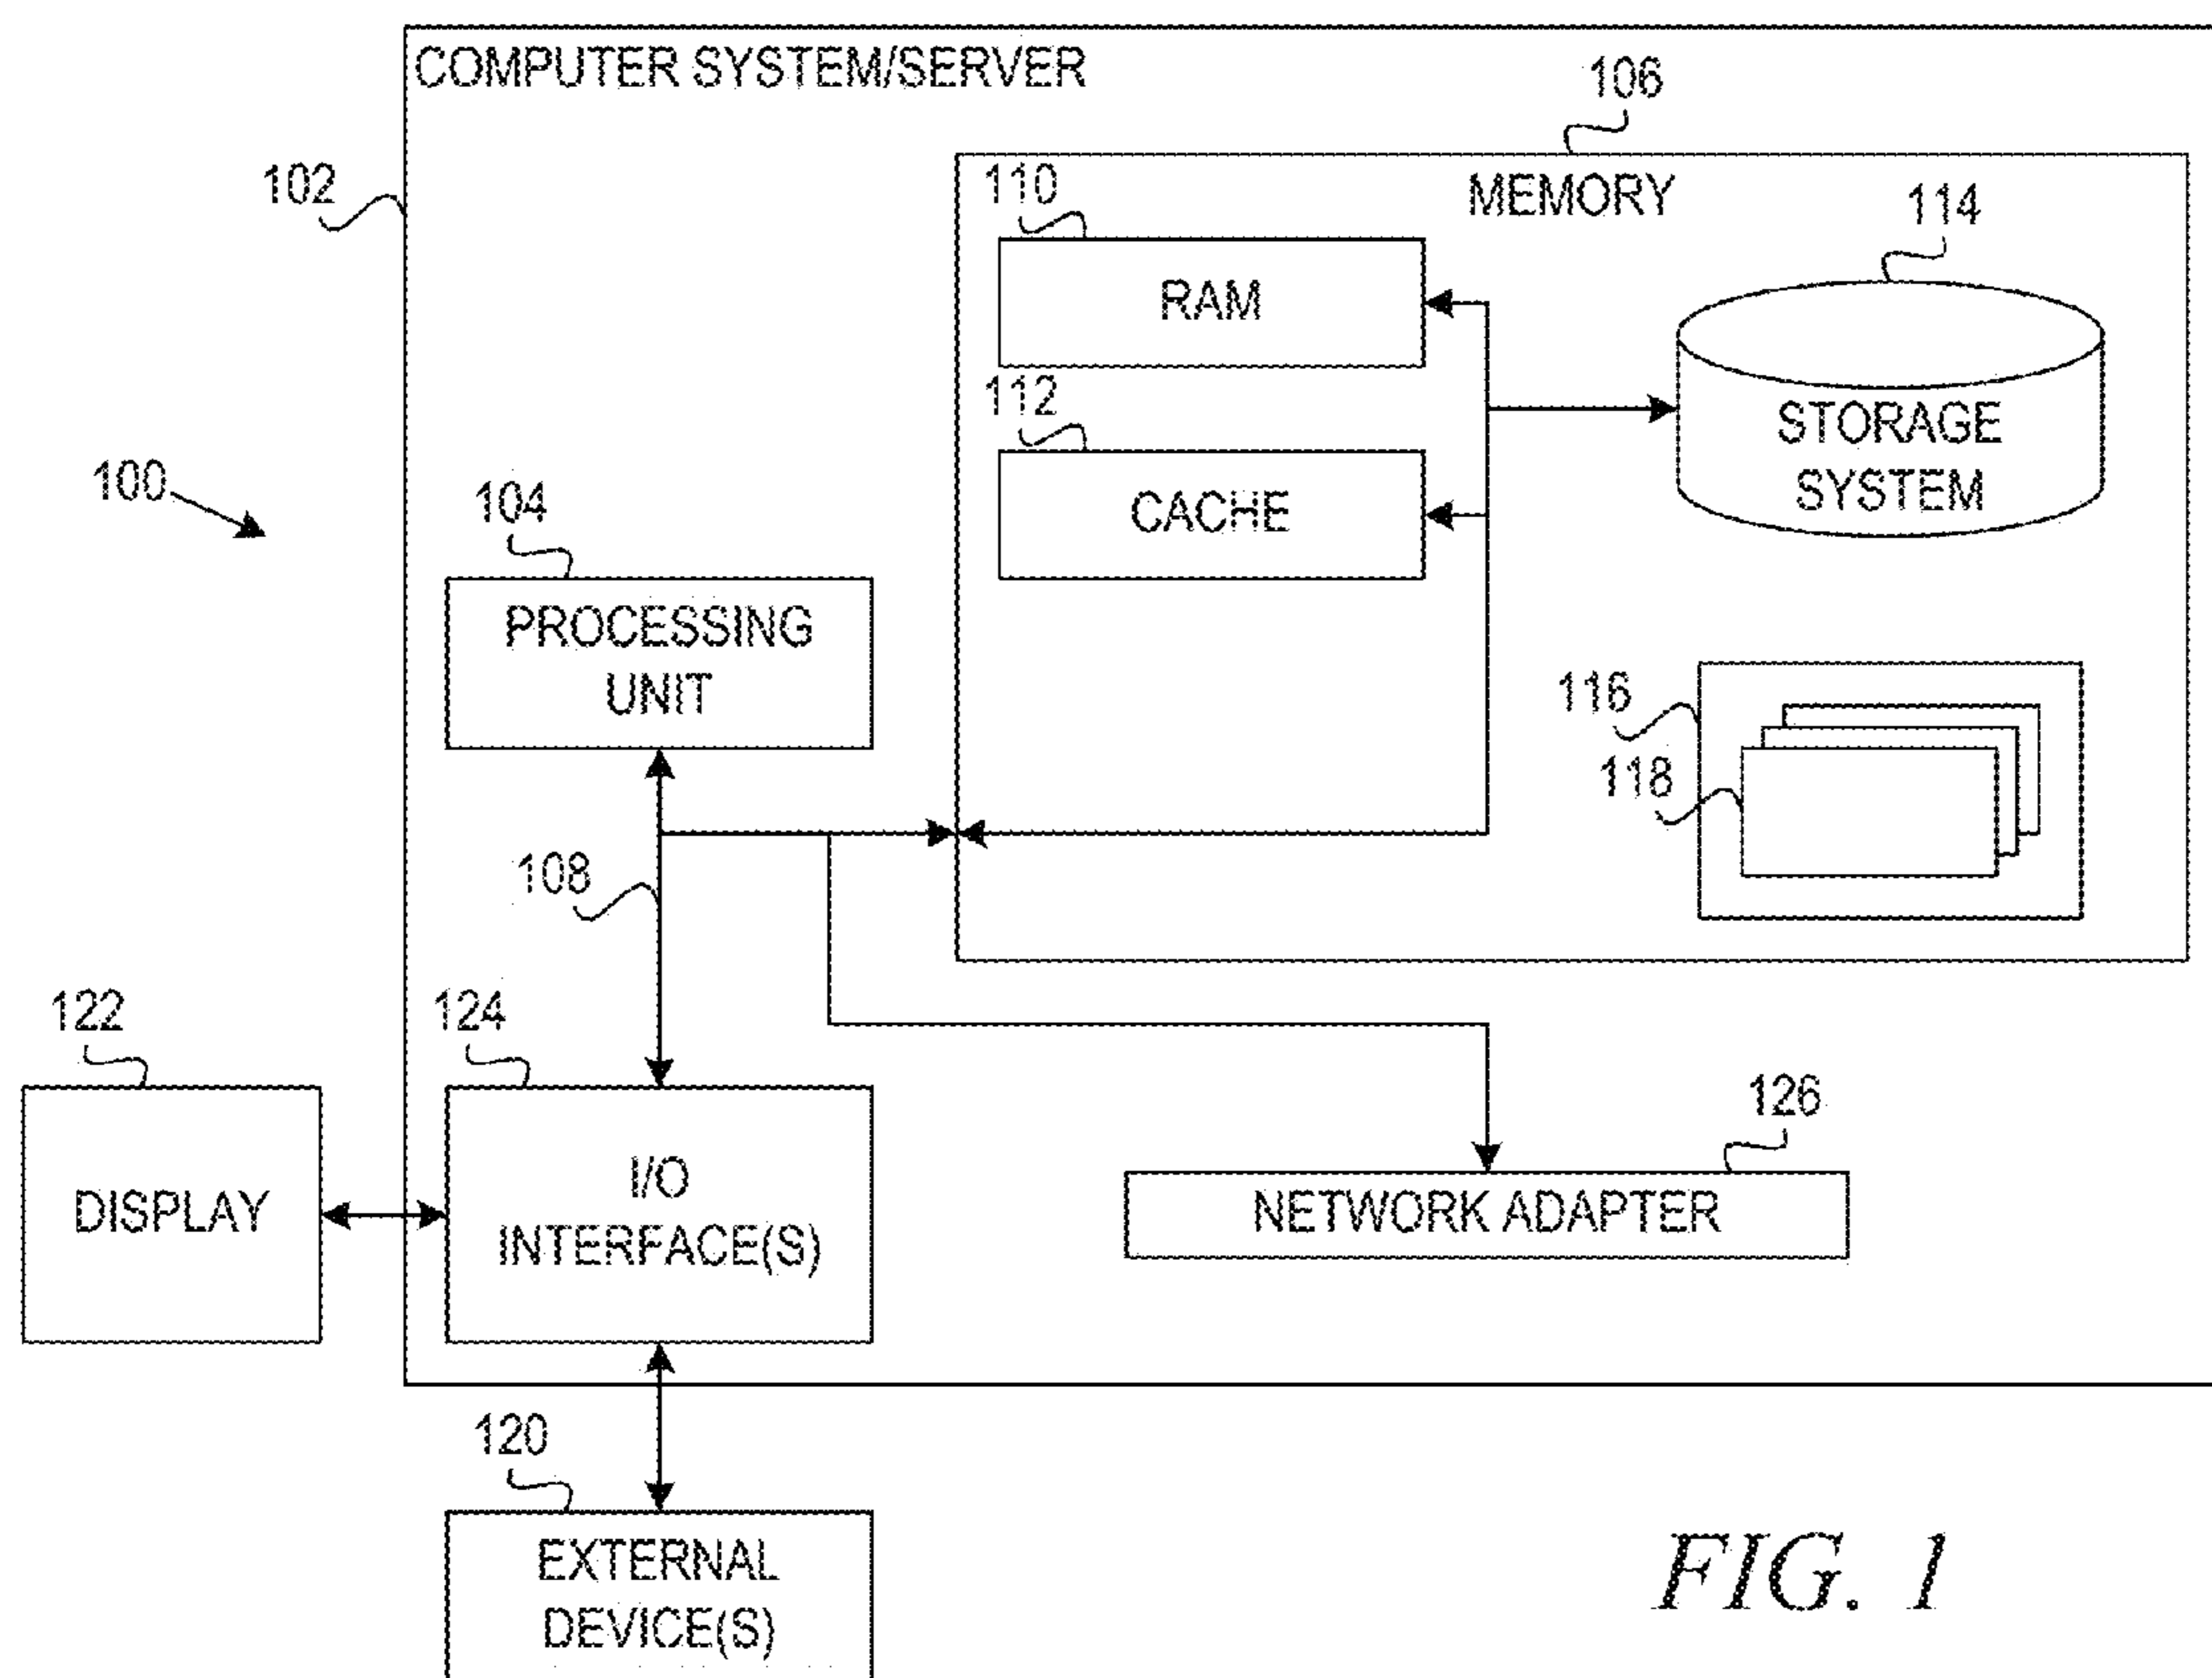 COMPUTER SYSTEM/SERVER
106
102
110
MEMORY
114
RAM
112
STORAGE
SYSTEM
100
104
CACHE
PROCESSING
UNIT
116
118
108
122
124
126
DISPLAY
I/O
INTERFACE(S)
NETWORK ADAPTER
120
EXTERNAL
DEVICE(S)
FIG. 1